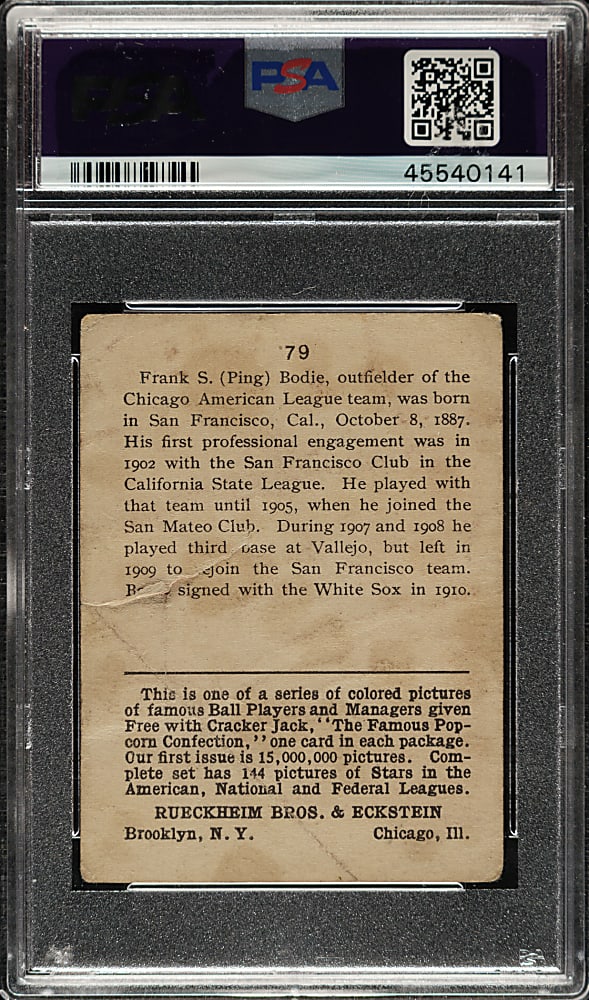 PSA
45540141
79
Frank S. (Ping) Bodie, outfielder of the
Chicago American League team, was born
in San Francisco, Cal., October 8, 1887.
His first professional engagement was in
1902 with the San Francisco Club in the
California State League. He played with
that team until 1905, when he joined the
San Mateo Club. During 1907 and 1908 he
played third base at Vallejo, but left in
1909 to join the San Francisco team.
signed with the White Sox in 1910.
This is one of a series of colored pictures
of famous Ball Players and Managers given
Free with Cracker Jack, "The Famous Pop-
corn Confection," one card in each package.
Our first issue is 15,000,000 pictures. Com-
plete set has 144 pictures of Stars in the
American, National and Federal Leagues.
RUECKHEIM BROS. & ECKSTEIN
Brooklyn, N. Y. Chicago, Ill.